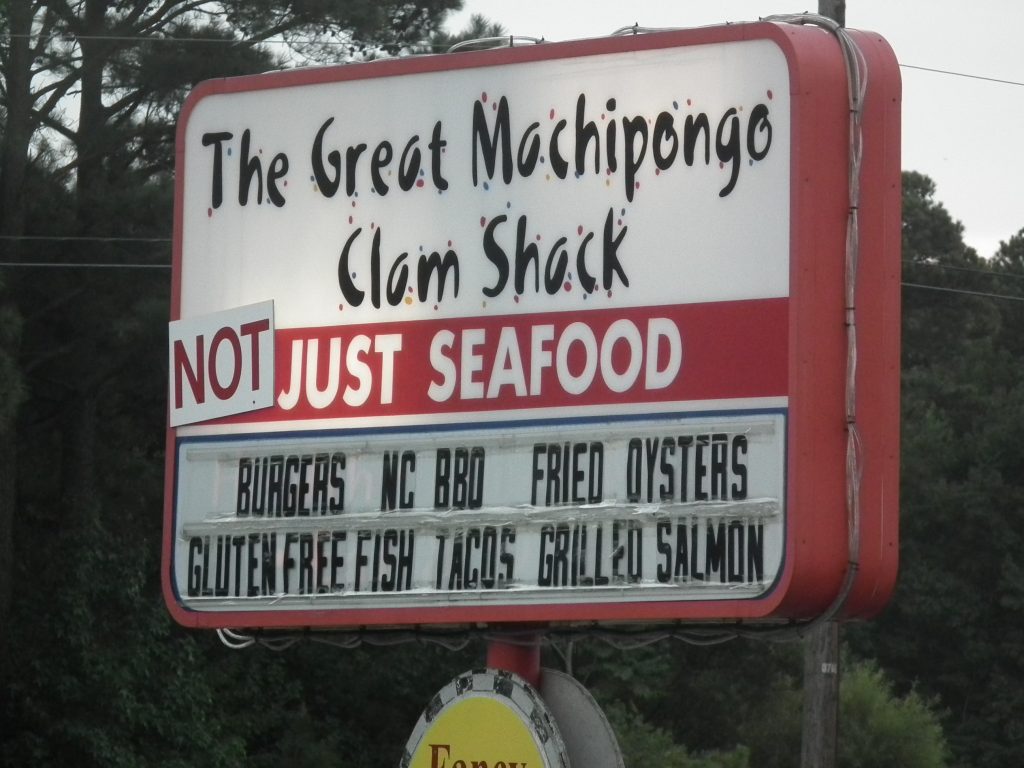 The Great Machipongo
Clam Shack
NOT JUST SEAFOOD
BURGERS NC BBQ FRIED OYSTERS
GLUTEN FREE FISH TACOS GRILLED SALMON
Fancy